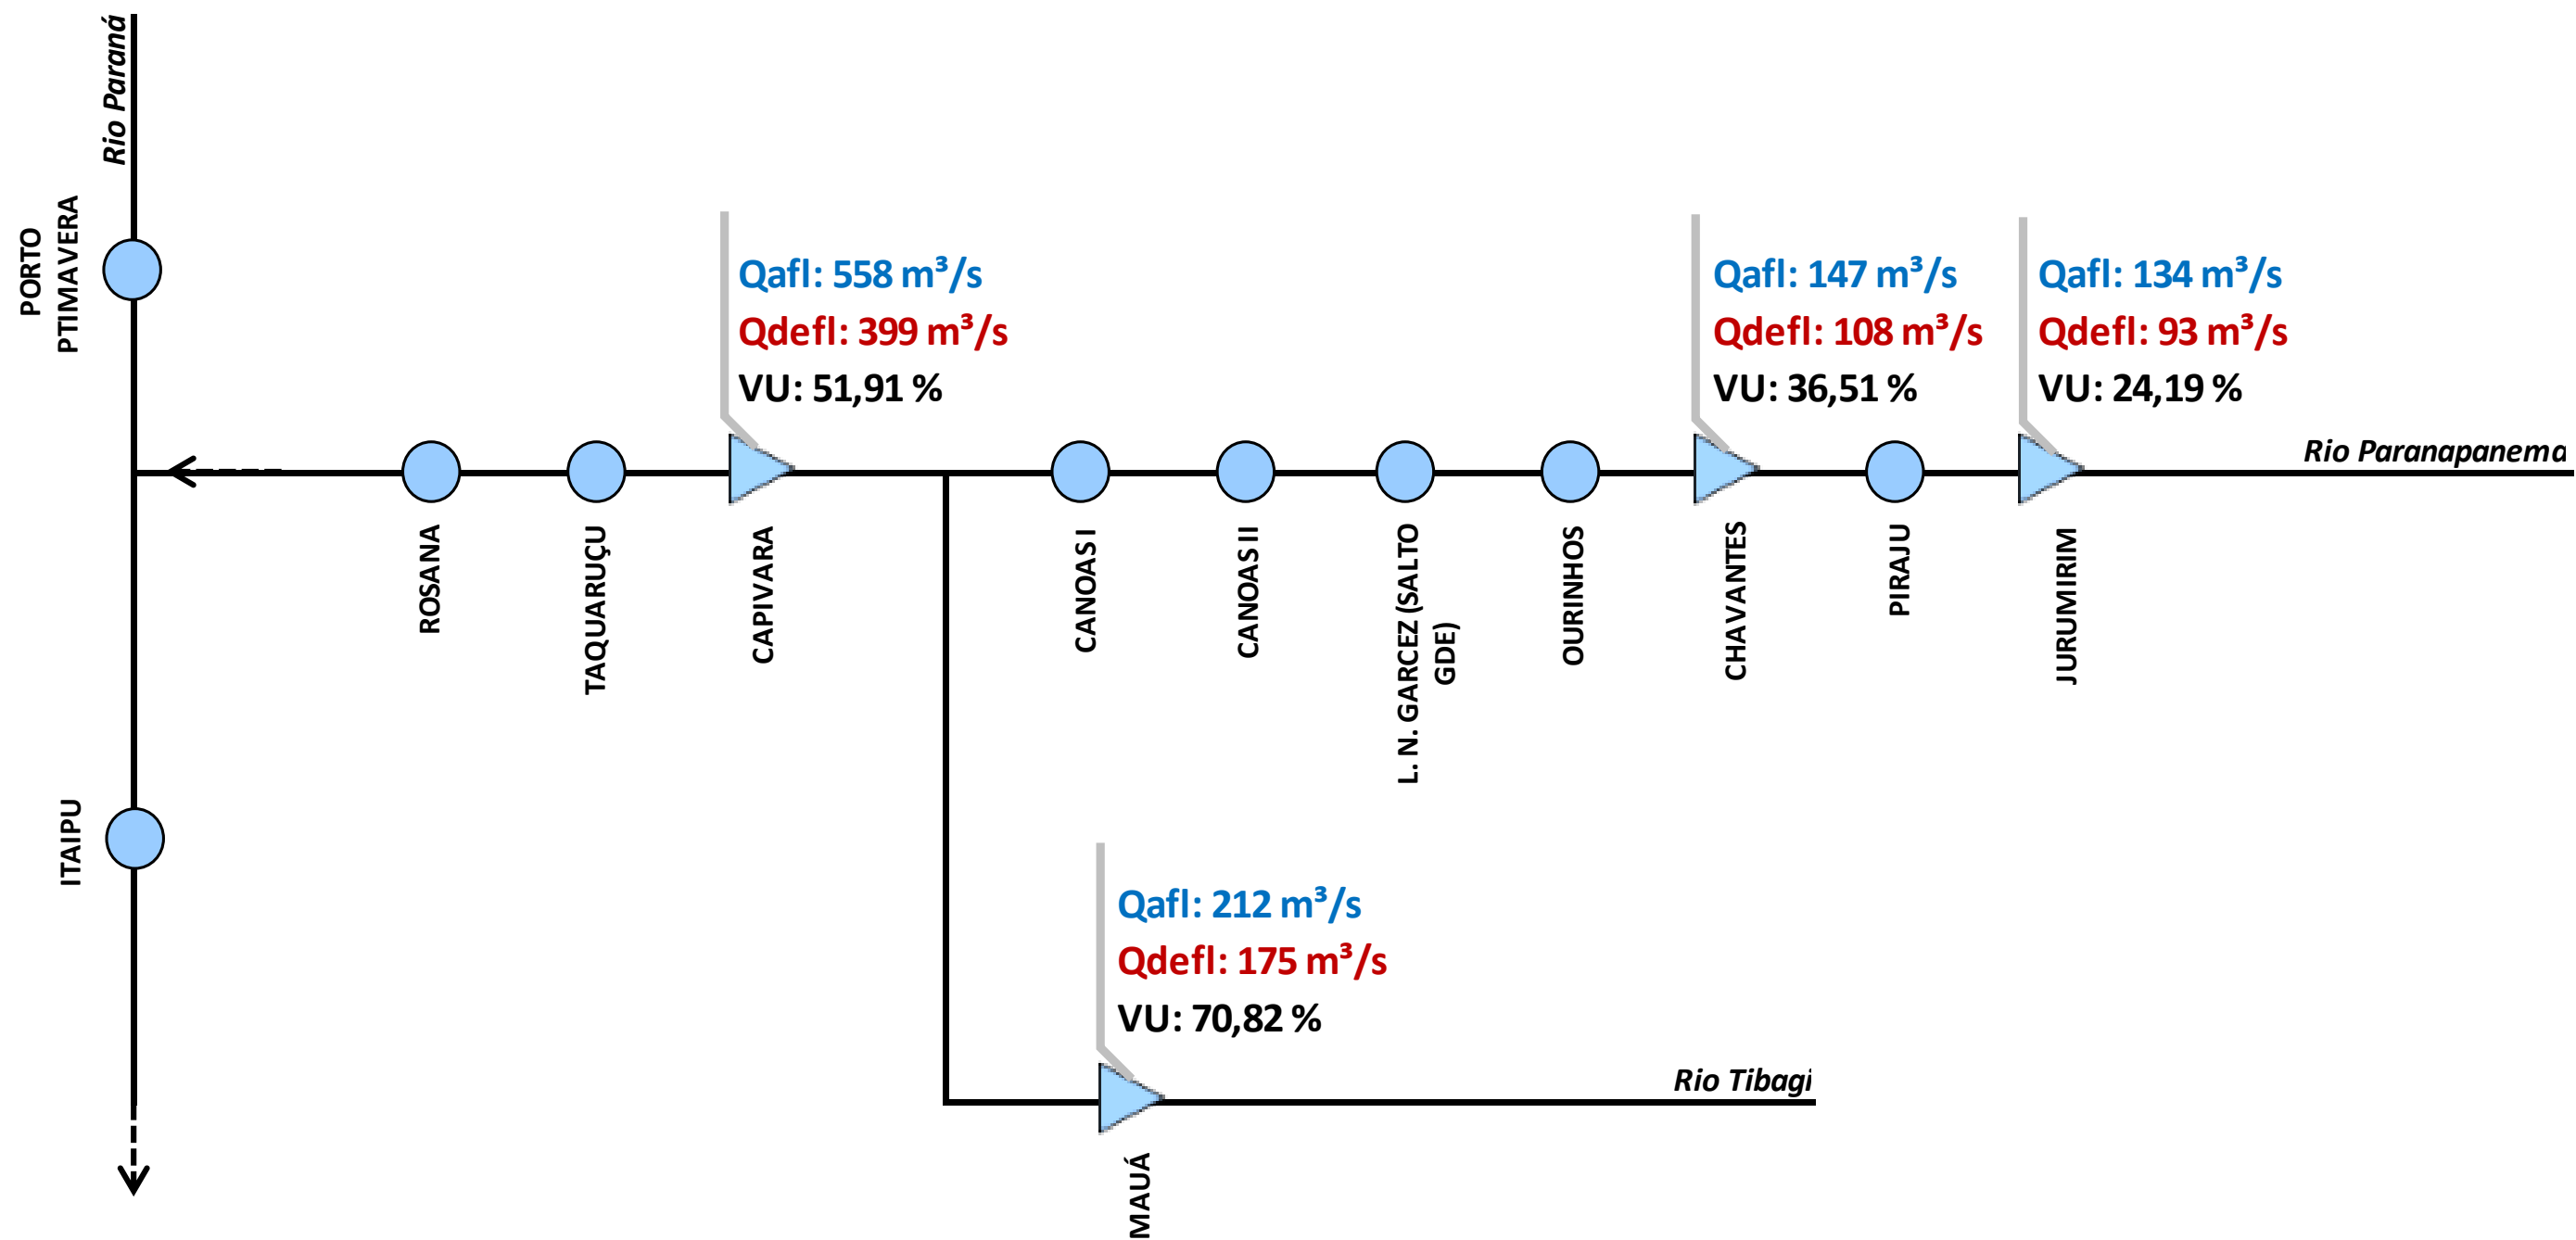 Rio Paraná
PORTO
PTIMAVERA
Qafl: 558 m³/s
Qdefl: 399 m³/s
VU: 51,91 %
Qafl: 147 m³/s
Qdefl: 108 m³/s
VU: 36,51 %
Qafl: 134 m³/s
Qdefl: 93 m³/s
VU: 24,19 %
Rio Paranapanema
ROSANA
TAQUARUÇU
CAPIVARA
CANOAS I
CANOAS II
L. N. GARCEZ (SALTO
GDE)
OURINHOS
CHAVANTES
PIRAJU
JURUMIRIM
ITAIPU
Qafl: 212 m³/s
Qdefl: 175 m³/s
VU: 70,82 %
Rio Tibagi
MAUÁ